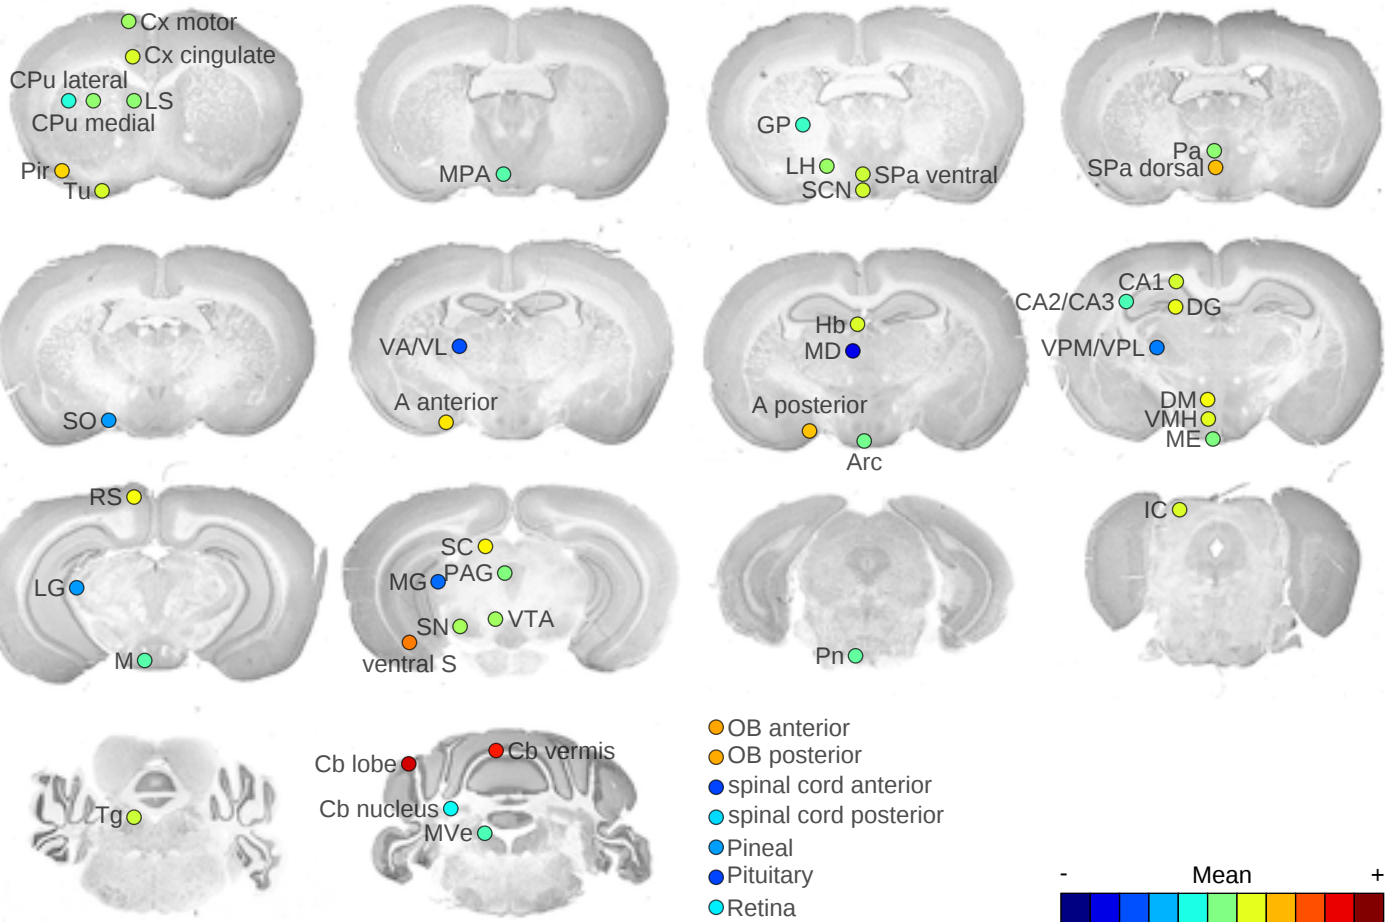 Cx motor
Cx cingulate
CPu lateral
LS
CPu medial
Pir
Tu
MPA
GP
LH
SPa ventral
SCN
Pa
SPa dorsal
SO
VA/VL
A anterior
Hb
MD
A posterior
Arc
CA1
CA2/CA3
DG
VPM/VPL
DM
VMH
ME
RS
LG
M
SC
MG
PAG
SN
VTA
ventral S
Pn
IC
Tg
Cb lobe
Cb vermis
Cb nucleus
MVe
OB anterior
OB posterior
spinal cord anterior
spinal cord posterior
Pineal
Pituitary
Retina
- Mean +